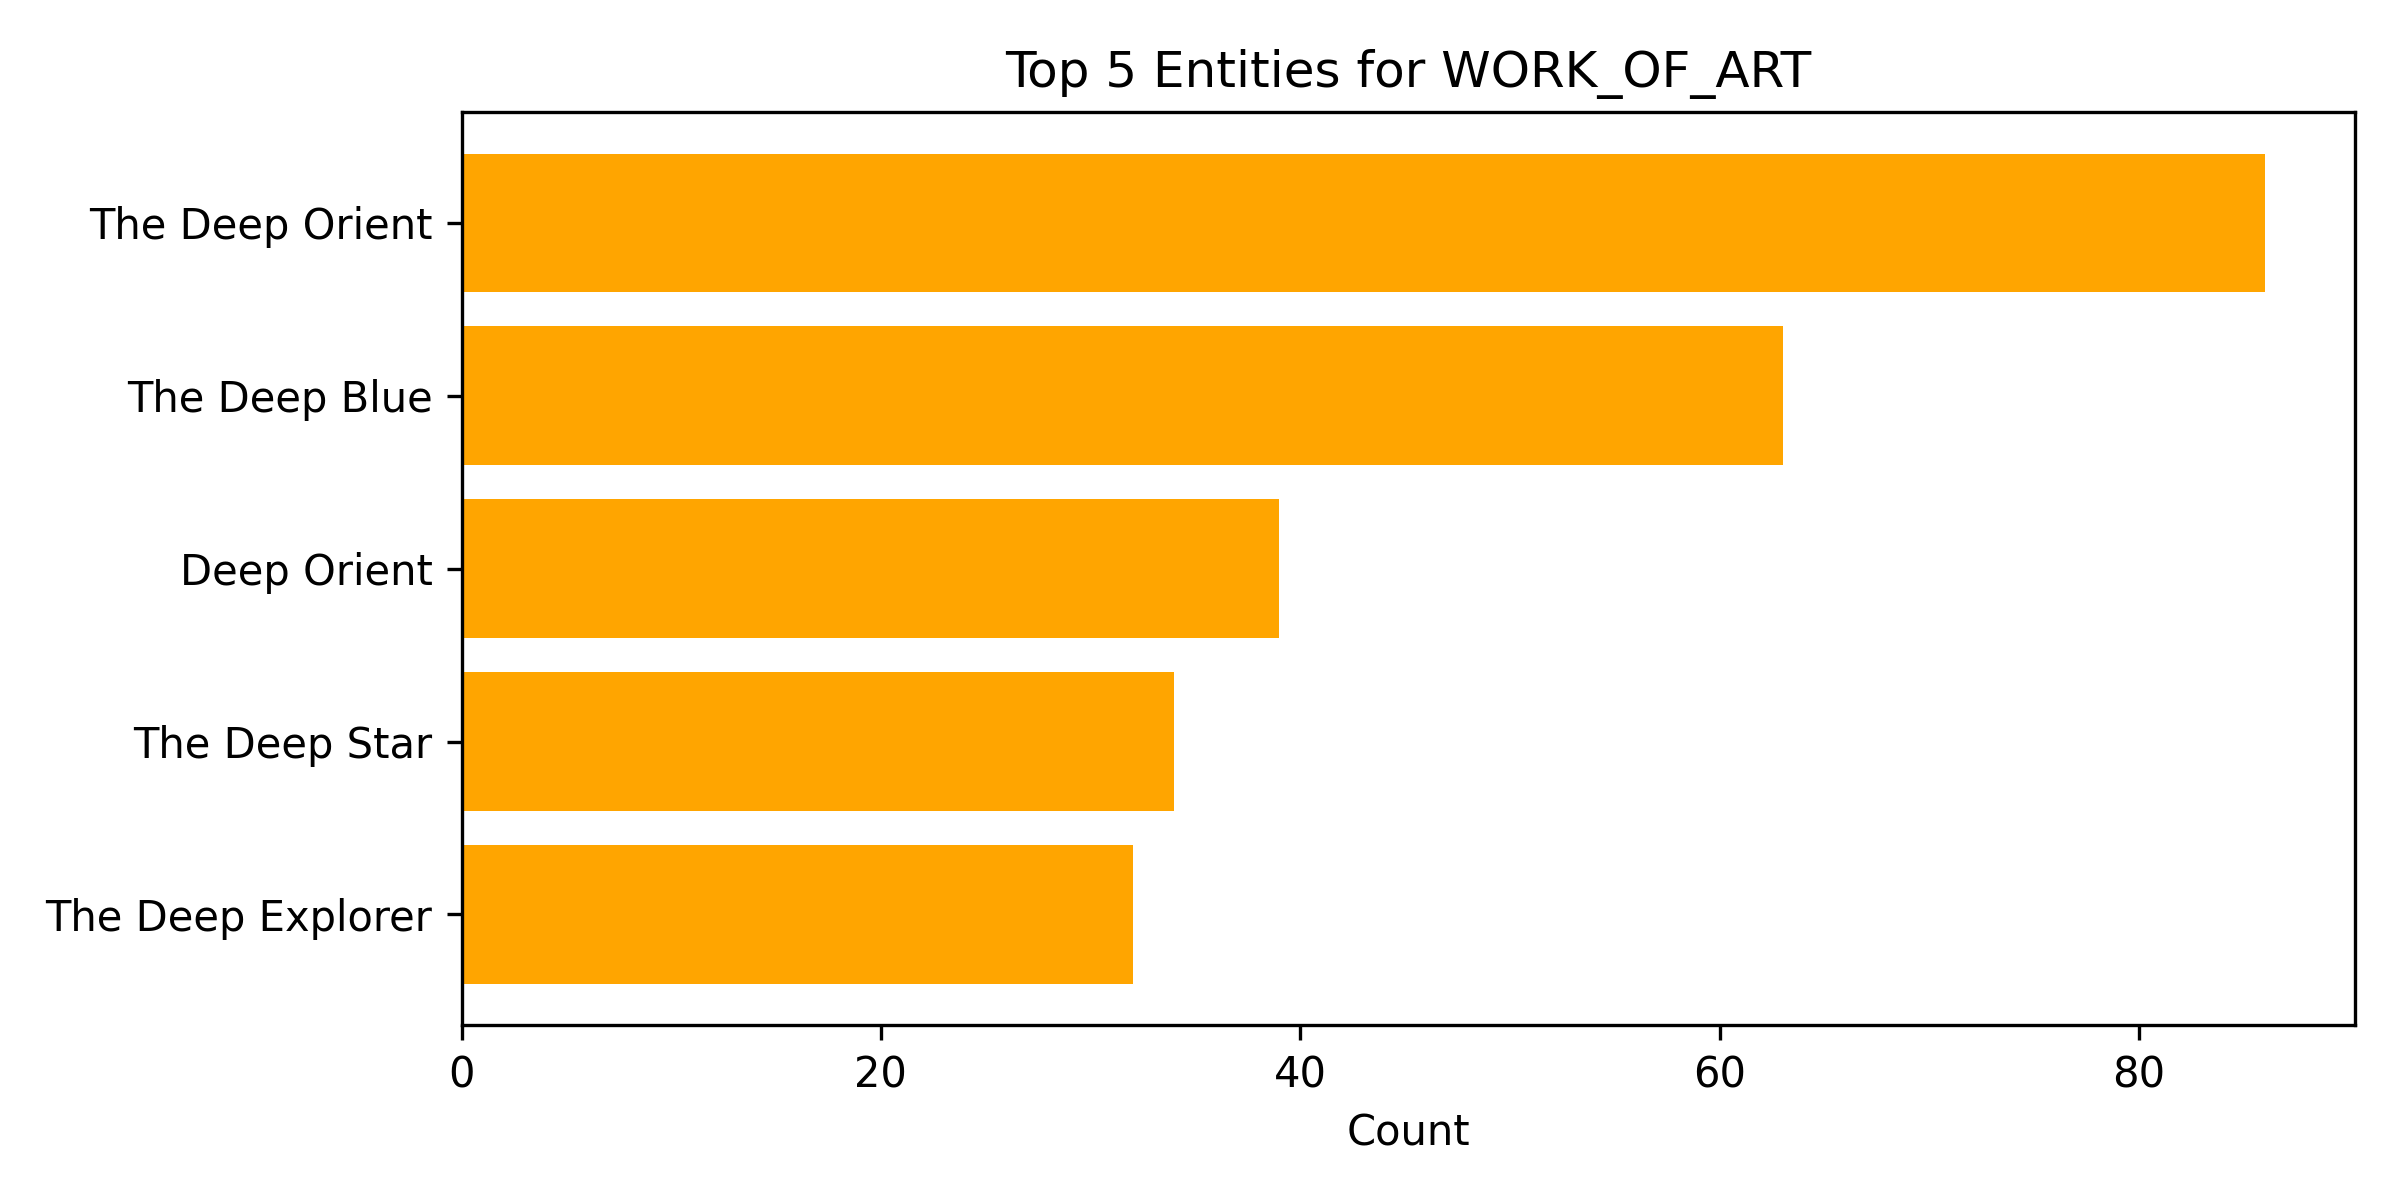 Top 5 Entities for WORK_OF_ART
The Deep Orient
The Deep Blue
Deep Orient
The Deep Star
The Deep Explorer
0 20 40 60 80
Count